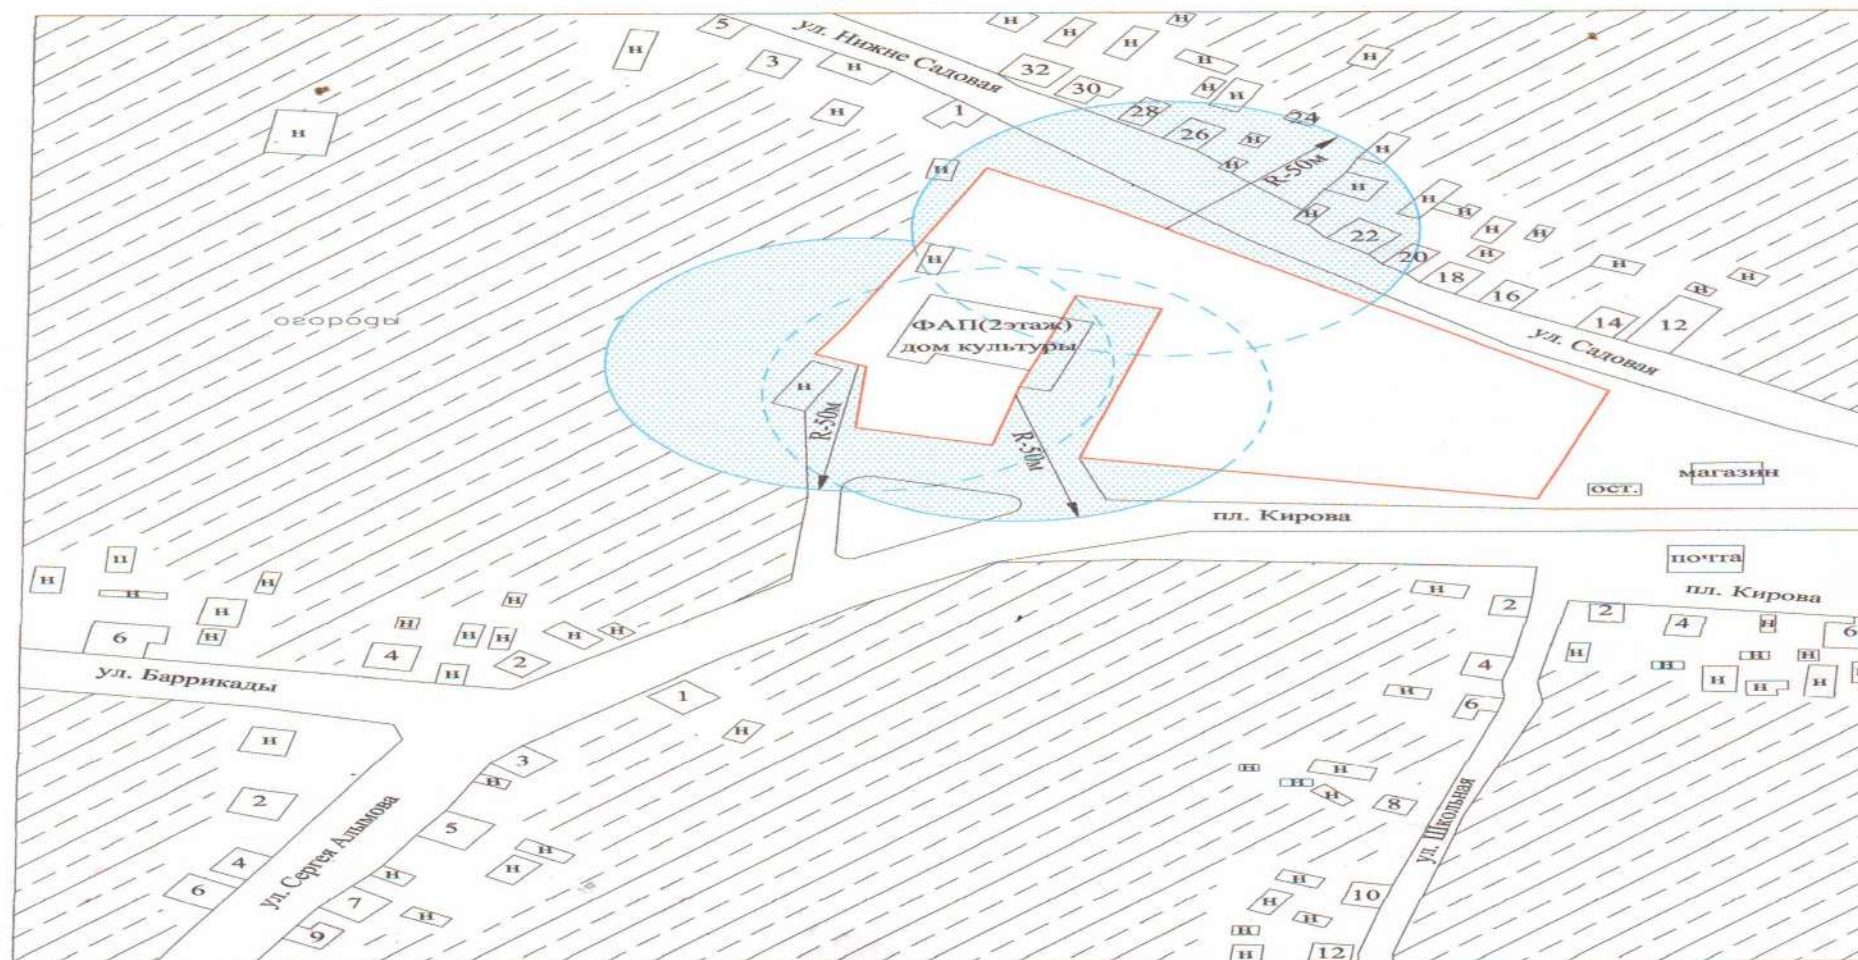 5
ул. Нижне Садовая
н
н
н
н
н
3
н
32
н
н
н
30
н
н
н
1
28
24
н
26
н
н
н
R-50м
н
н
н
н
н
н
22
н
н
н
20
н
18
16
н
н
н
14
12
огороды
ФАП(2этаж)
дом культуры
ул. Садовая
н
R-50м
R-50м
магазин
ост.
пл. Кирова
почта
пл. Кирова
н
н
н
н
н
6
н
н
4
н
н
н
н
2
н
н
ул. Баррикады
н
2
4
6
ул. Сергея Алымова
1
н
3
н
5
н
н
н
7
н
9
н
2
4
н
6
н
н
н
н
8
ул. Школьная
н
н
10
н
н
н
12
2
4
н
6
н
н
н
н
н
н
н